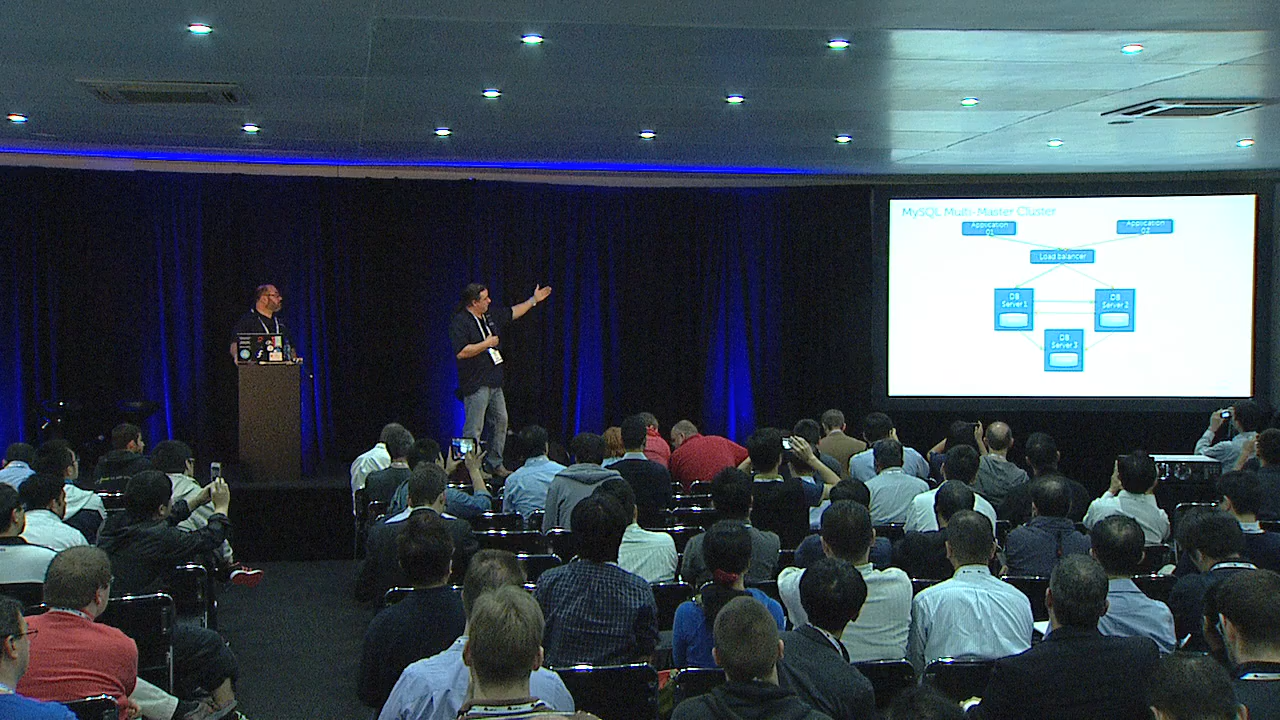 MySQL Multi-Master Cluster
Application
01
Application
02
Load balancer
DB
Server 1
DB
Server 2
DB
Server 3